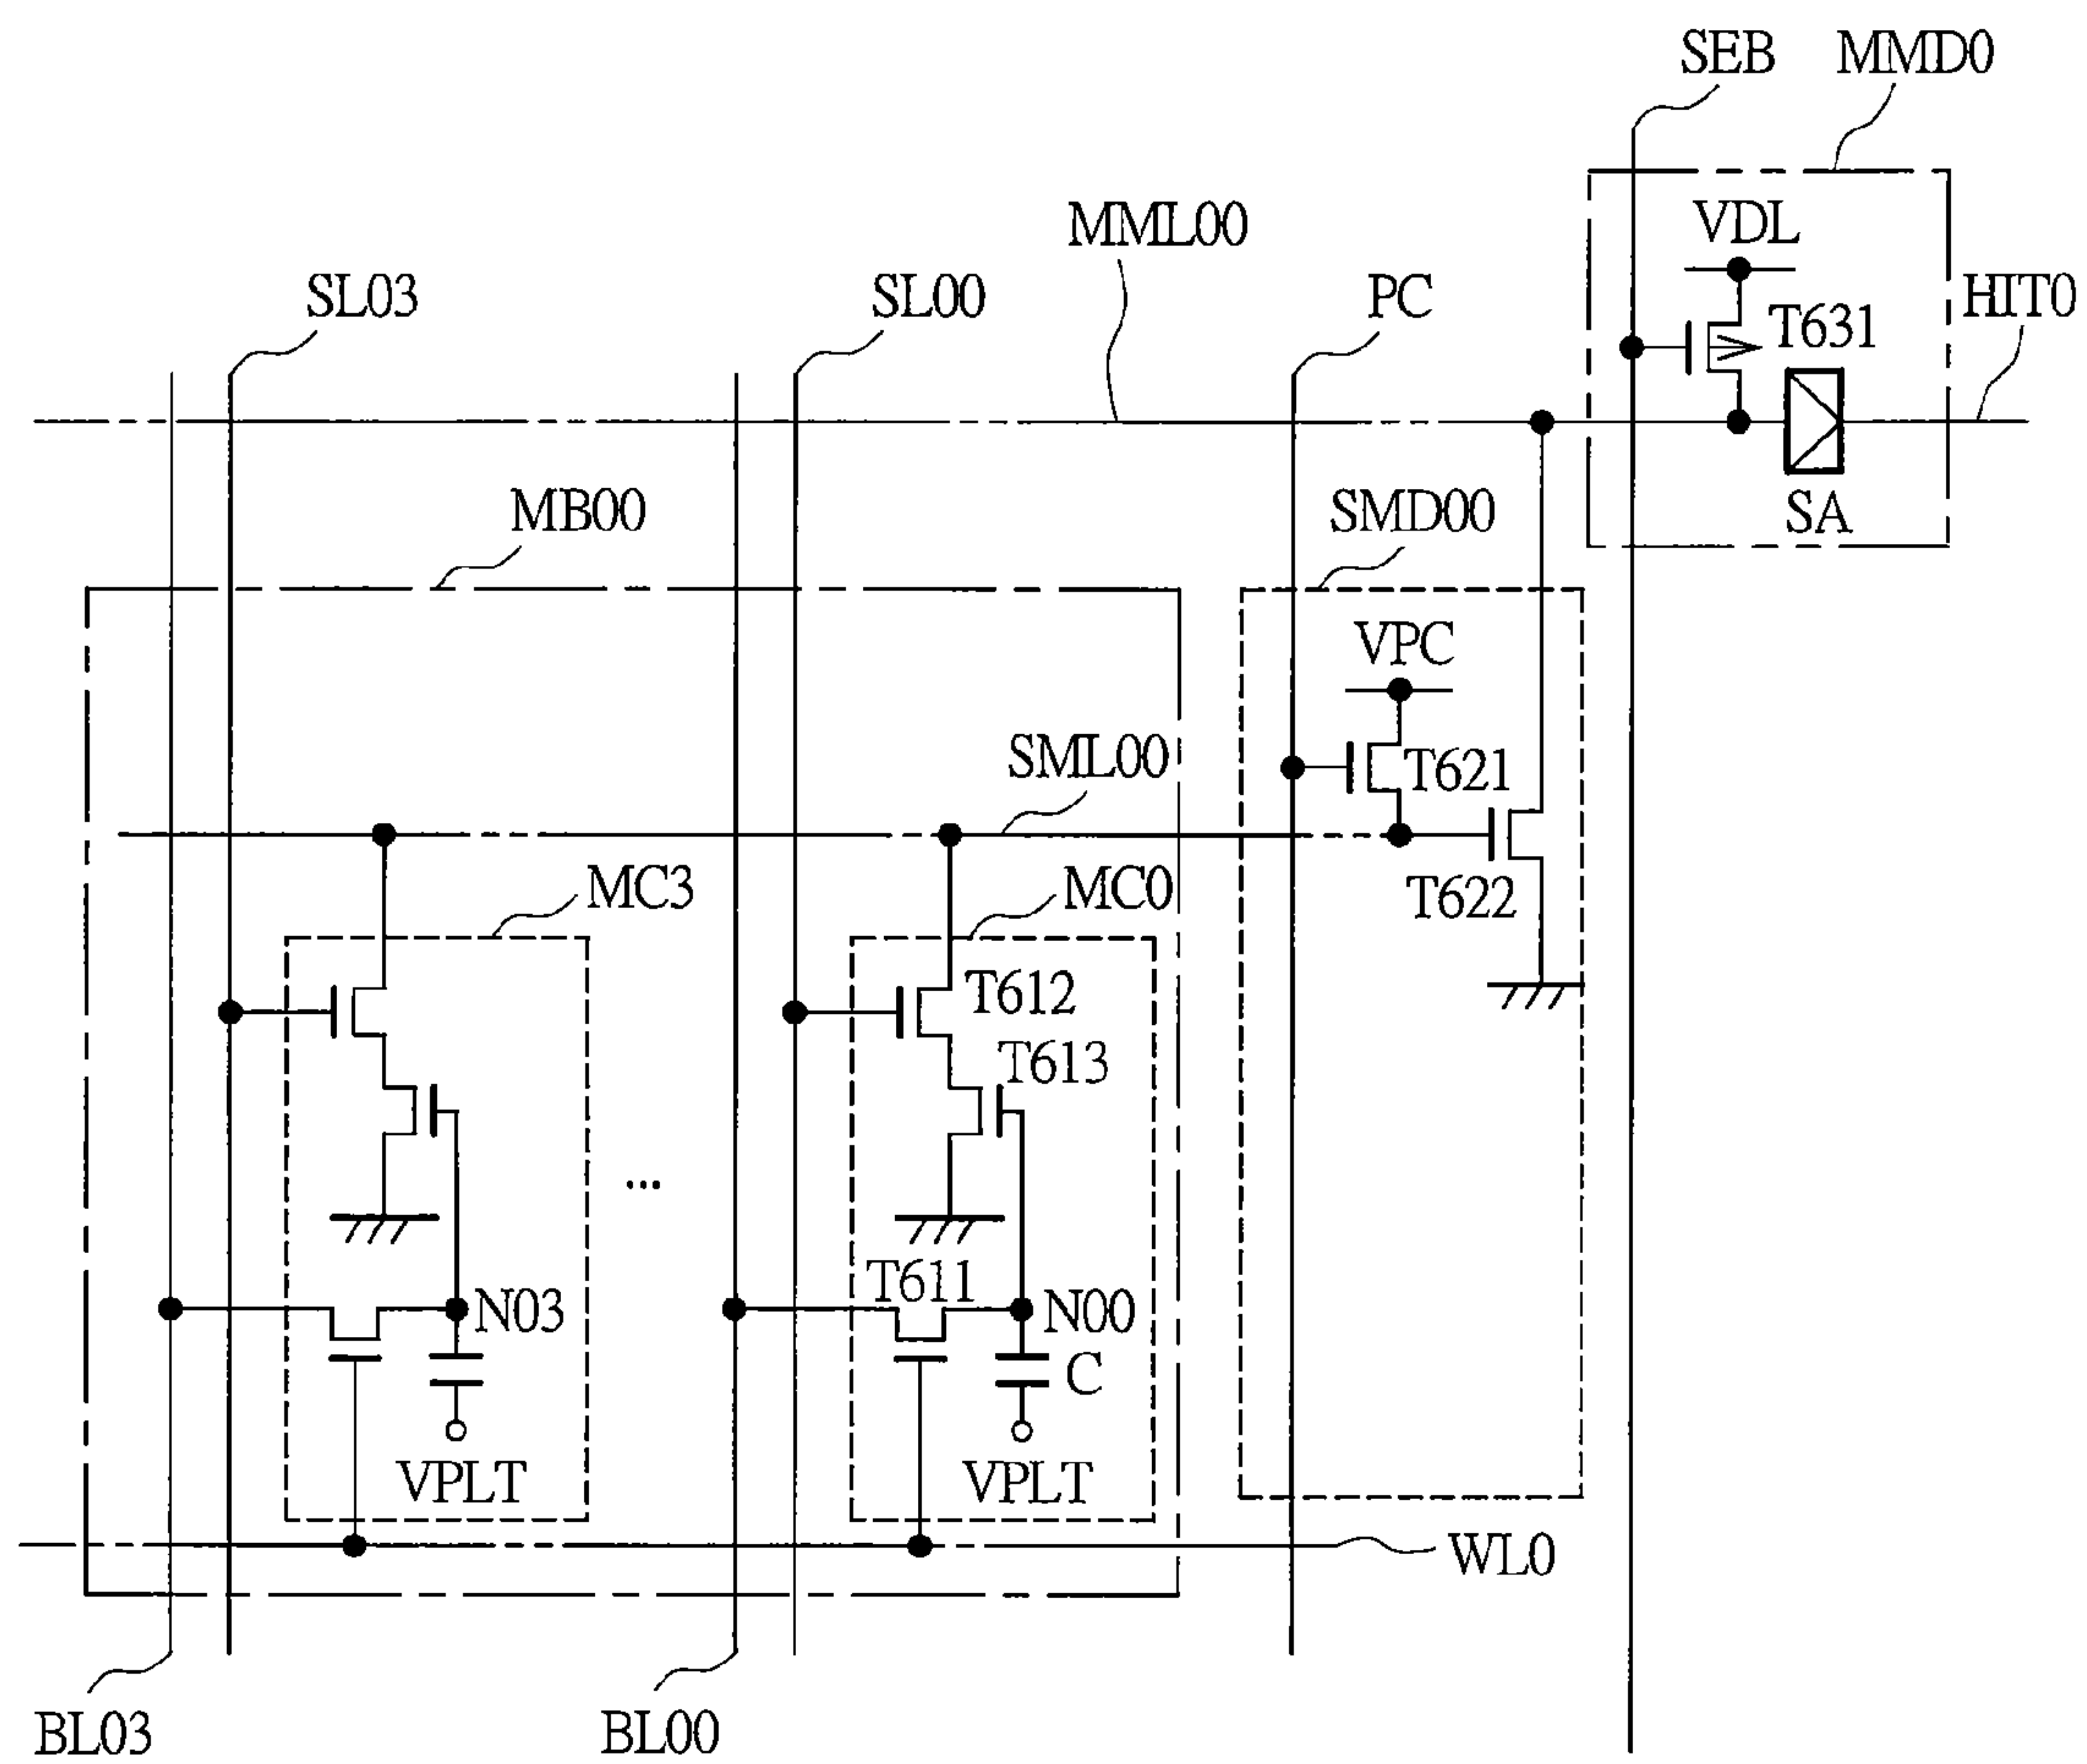 SEB
MMD0
MML00
VDL
SL03
SL00
PC
T631
HIT0
MB00
SMD00
SA
VPC
SML00
T621
MC3
MC0
T622
T612
T613
...
T611
N03
N00
C
VPLT
VPLT
WL0
BL03
BL00